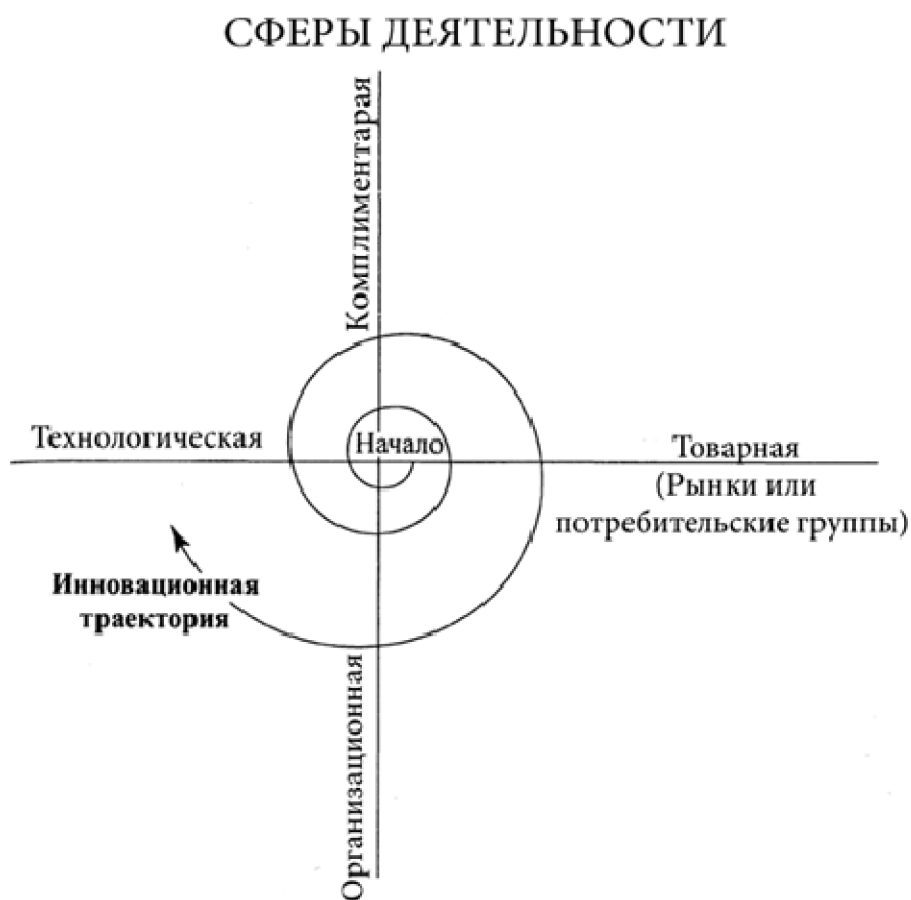 СФЕРЫ ДЕЯТЕЛЬНОСТИ
Комплиментарая
Технологическая
Начало
Товарная
(Рынки или
потребительские группы)
Инновационная
траектория
Организационная